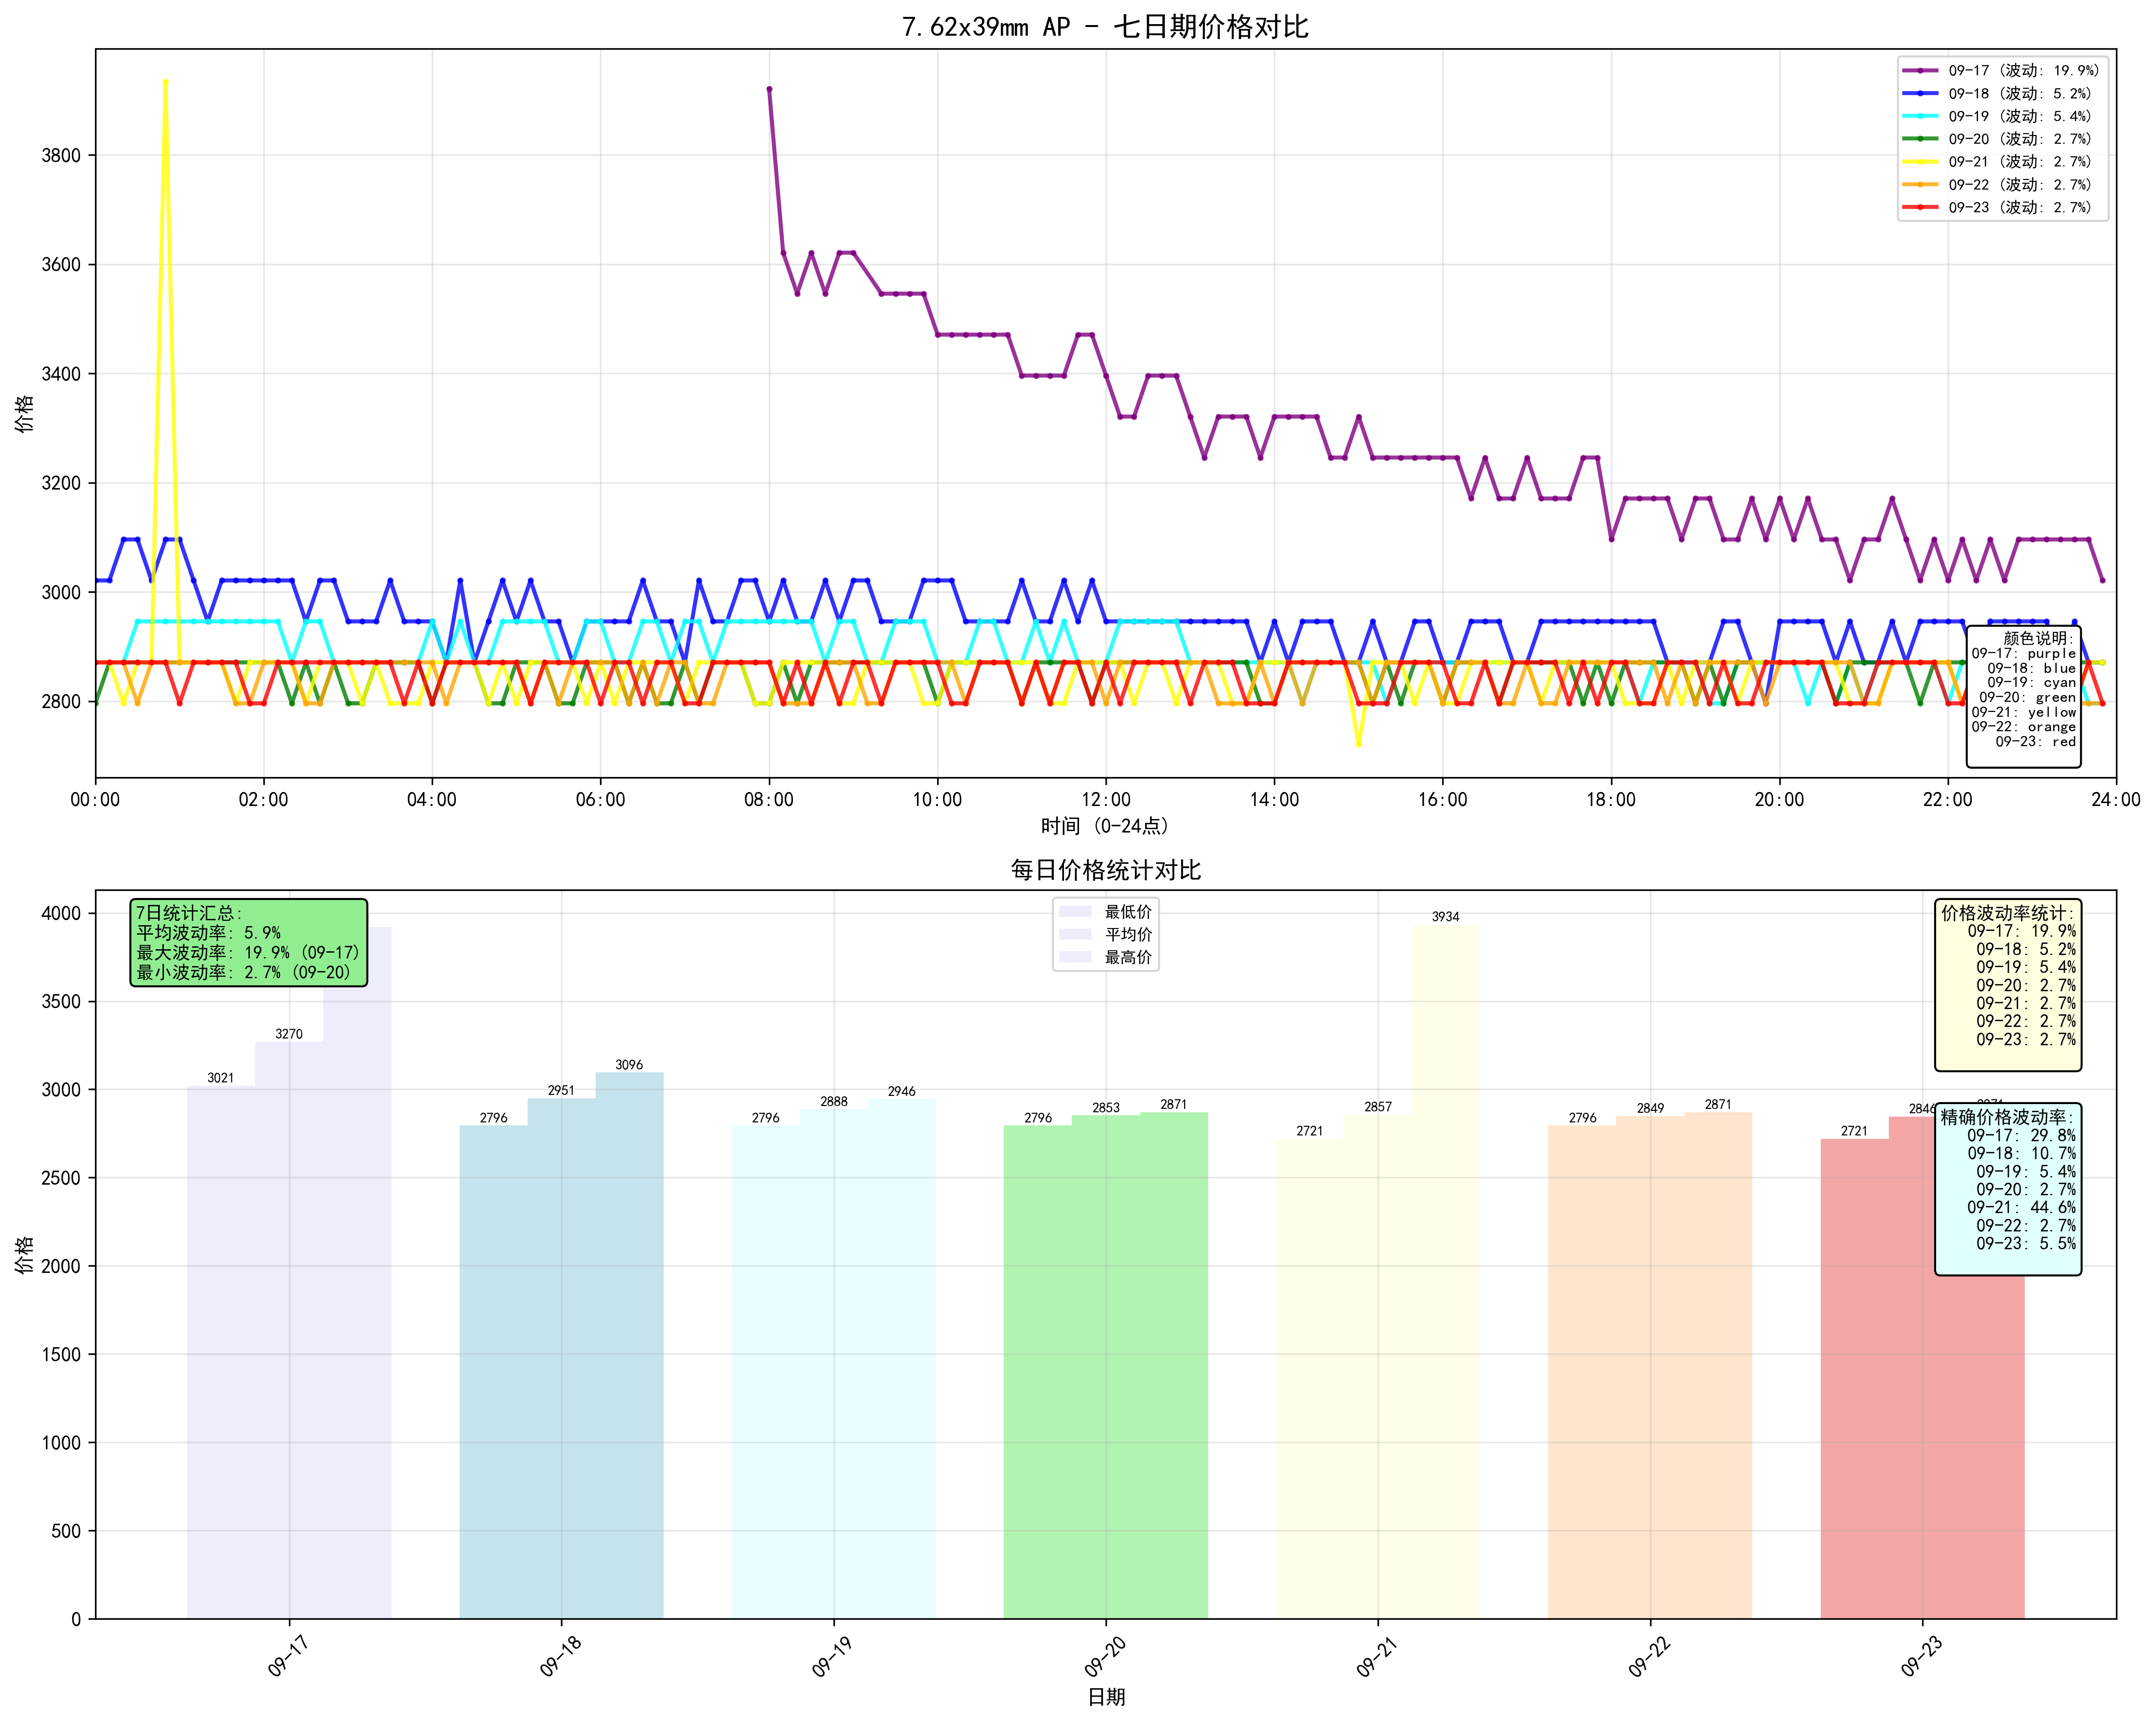 7.62x39mm AP - 七日期价格对比
09-17 (波动: 19.9%)
09-18 (波动: 5.2%)
09-19 (波动: 5.4%)
09-20 (波动: 2.7%)
09-21 (波动: 2.7%)
09-22 (波动: 2.7%)
09-23 (波动: 2.7%)
3800
3600
3400
3200
3000
2800
价格
颜色说明:
09-17: purple
09-18: blue
09-19: cyan
09-20: green
09-21: yellow
09-22: orange
09-23: red
00:00 02:00 04:00 06:00 08:00 10:00 12:00 14:00 16:00 18:00 20:00 22:00 24:00
时间 (0-24点)
每日价格统计对比
7日统计汇总:
平均波动率: 5.9%
最大波动率: 19.9% (09-17)
最小波动率: 2.7% (09-20)
最低价
平均价
最高价
价格波动率统计:
09-17: 19.9%
09-18: 5.2%
09-19: 5.4%
09-20: 2.7%
09-21: 2.7%
09-22: 2.7%
09-23: 2.7%
精确价格波动率:
09-17: 29.8%
09-18: 10.7%
09-19: 5.4%
09-20: 2.7%
09-21: 44.6%
09-22: 2.7%
09-23: 5.5%
4000
3500
3000
2500
2000
1500
1000
500
0
价格
3021 3270
2796 2951 3096
2796 2888 2946
2796 2853 2871
2721 2857 3934
2796 2849 2871
2721
09-17 09-18 09-19 09-20 09-21 09-22 09-23
日期